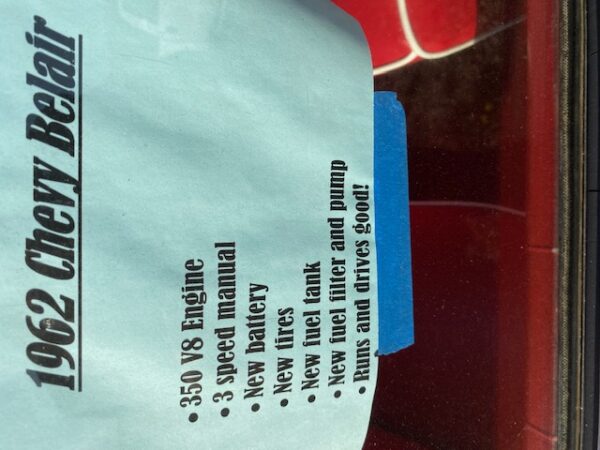 1962 Chevy Belair
• 350 V8 Engine
• 3 speed manual
• New battery
• New tires
• New fuel tank
• New fuel filter and pump
• Runs and drives good!